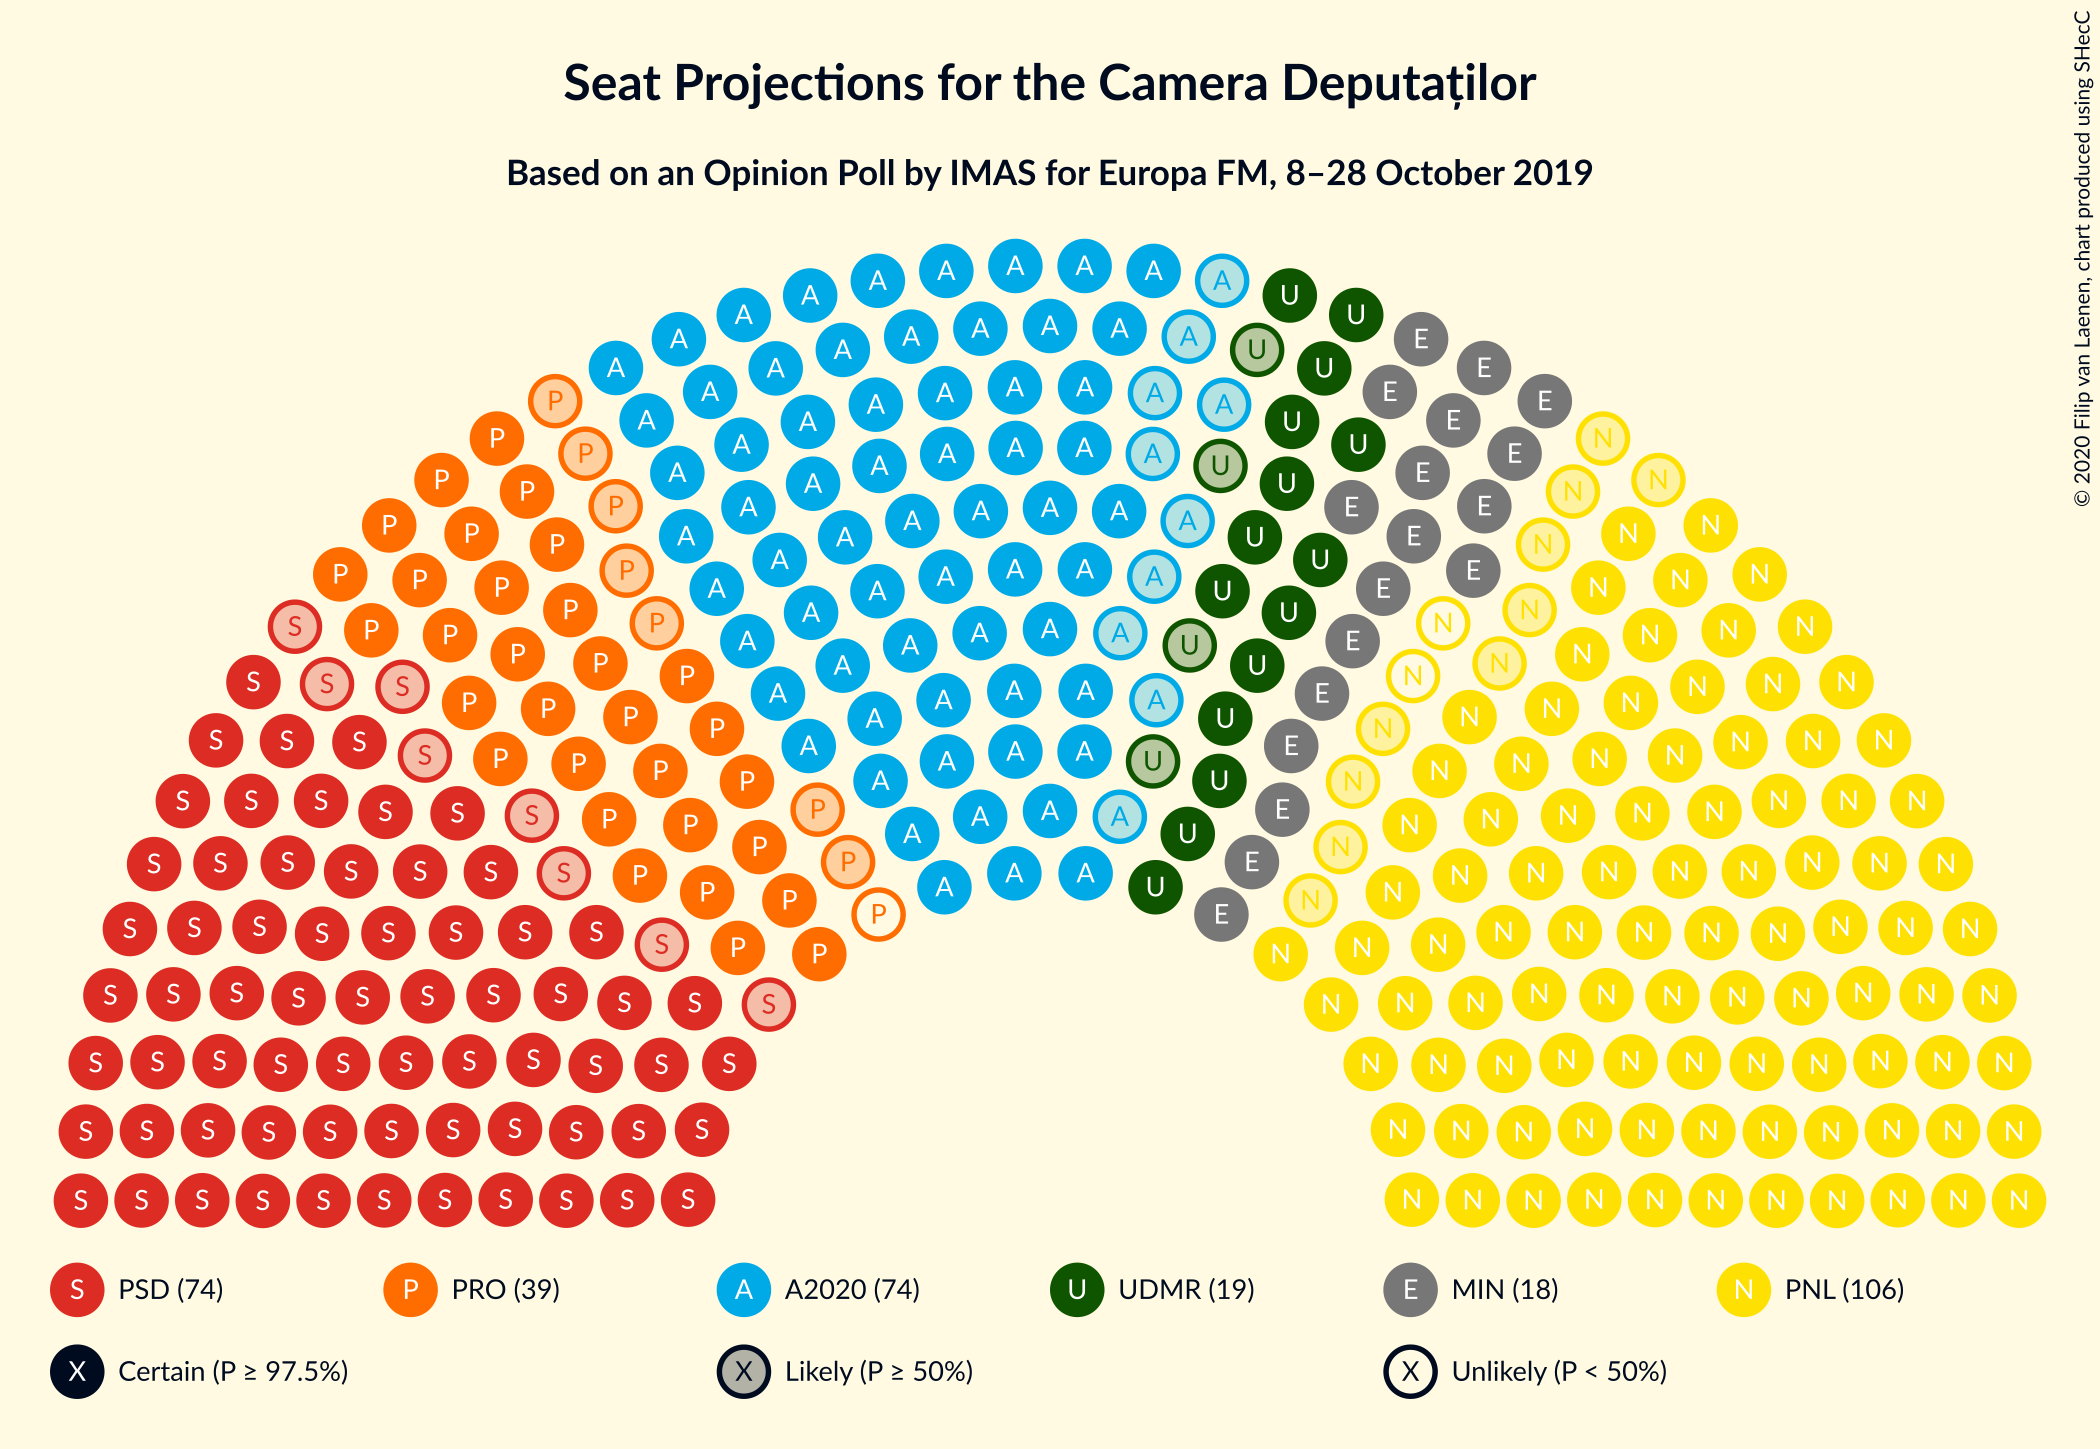 Seat Projections for the Camera Deputaților
Based on an Opinion Poll by IMAS for Europa FM, 8–28 October 2019
© 2020 Filip van Laenen, chart produced using SHecC
S PSD (74) P PRO (39) A A2020 (74) U UDMR (19) E MIN (18) N PNL (106)
X Certain (P ≥ 97.5%) X Likely (P ≥ 50%) X Unlikely (P < 50%)